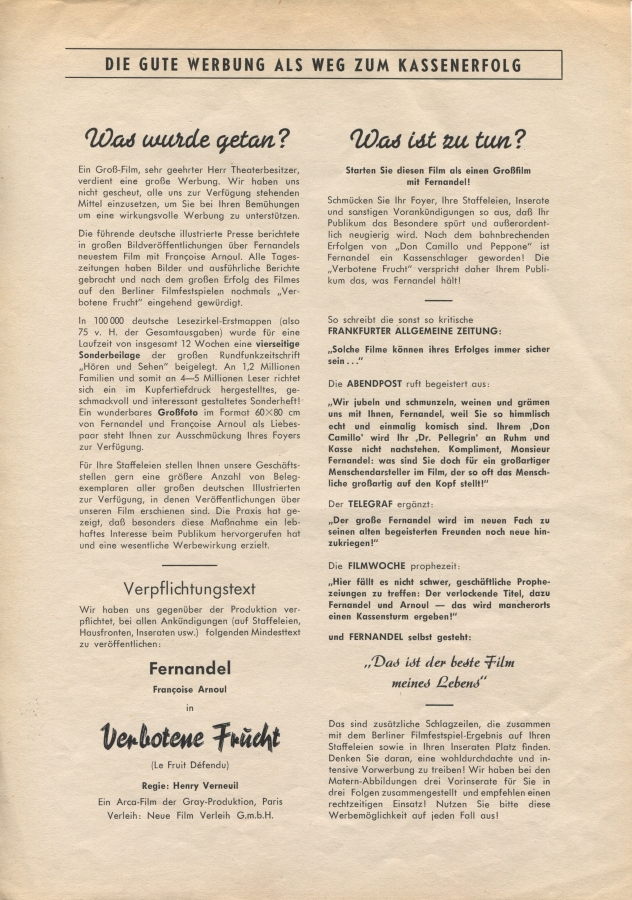 DIE GUTE WERBUNG ALS WEG ZUM KASSENERFOLG
Was wurde getan?
Ein Groß-Film, sehr geehrter Herr Theaterbesitzer,
verdient eine große Werbung. Wir haben uns
nicht gescheut, alle uns zur Verfügung stehenden
Mittel einzusetzen, um Sie bei Ihren Bemühungen
um eine wirkungsvolle Werbung zu unterstützen.
Die führende deutsche illustrierte Presse berichtete
in großen Bildveröffentlichungen über Fernandels
neuestem Film mit Françoise Arnoul. Alle Tages-
zeitungen haben Bilder und ausführliche Berichte
gebracht und nach dem großen Erfolg des Filmes
auf den Berliner Filmfestspielen nochmals „Ver-
botene Frucht" eingehend gewürdigt.
In 100 000 deutsche Lesezirkel-Erstmappen (also
75 v. H. der Gesamtausgaben) wurde für eine
Laufzeit von insgesamt 12 Wochen eine vierseitige
Sonderbeilage der großen Rundfunkzeitschrift
„Hören und Sehen" beigelegt. An 1,2 Millionen
Familien und somit an 4—5 Millionen Leser richtet
sich ein im Kupfertiefdruck hergestelltes, ge-
schmackvoll und interessant gestaltetes Sonderheft!
Ein wunderbares Großfoto im Format 60×80 cm
von Fernandel und Françoise Arnoul als Liebes-
paar steht Ihnen zur Ausschmückung Ihres Foyers
zur Verfügung.
Für Ihre Staffeleien stellen Ihnen unsere Geschäfts-
stellen gern eine größere Anzahl von Beleg-
exemplaren aller großen deutschen Illustrierten
zur Verfügung, in denen Veröffentlichungen über
unseren Film erschienen sind. Die Praxis hat ge-
zeigt, daß besonders diese Maßnahme ein leb-
haftes Interesse beim Publikum hervorgerufen hat
und eine wesentliche Werbewirkung erzielt.
Verpflichtungstext
Wir haben uns gegenüber der Produktion ver-
pflichtet, bei allen Ankündigungen (auf Staffeleien,
Hausfronten, Inseraten usw.) folgenden Mindesttext
zu veröffentlichen:
Fernandel
Françoise Arnoul
in
Verbotene Frucht
(Le Fruit Défendu)
Regie: Henry Verneuil
Ein Arca-Film der Gray-Produktion, Paris
Verleih: Neue Film Verleih G.m.b.H.
Was ist zu tun?
Starten Sie diesen Film als einen Großfilm
mit Fernandel!
Schmücken Sie Ihr Foyer, Ihre Staffeleien, Inserate
und sonstigen Vorankündigungen so aus, daß Ihr
Publikum das Besondere spürt und außerordent-
lich neugierig wird. Nach dem bahnbrechenden
Erfolgen von „Don Camillo und Peppone" ist
Fernandel ein Kassenschlager geworden! Die
„Verbotene Frucht" verspricht daher Ihrem Publi-
kum das, was Fernandel hält!
So schreibt die sonst so kritische
FRANKFURTER ALLGEMEINE ZEITUNG:
„Solche Filme können ihres Erfolges immer sicher
sein . . ."
Die ABENDPOST ruft begeistert aus:
„Wir jubeln und schmunzeln, weinen und grämen
uns mit Ihnen, Fernandel, weil Sie so himmlisch
echt und einmalig komisch sind. Ihrem ‚Don
Camillo' wird Ihr ‚Dr. Pellegrin' an Ruhm und
Kasse nicht nachstehen. Kompliment, Monsieur
Fernandel: was sind Sie doch für ein großartiger
Menschendarsteller im Film, der so oft das Mensch-
liche großartig auf den Kopf stellt!"
Der TELEGRAF ergänzt:
„Der große Fernandel wird im neuen Fach zu
seinen alten begeisterten Freunden noch neue hin-
zukriegen!"
Die FILMWOCHE prophezeit:
„Hier fällt es nicht schwer, geschäftliche Prophe-
zeiungen zu treffen: Der verlockende Titel, dazu
Fernandel und Arnoul — das wird mancherorts
einen Kassensturm ergeben!"
und FERNANDEL selbst gesteht:
„Das ist der beste Film
meines Lebens"
Das sind zusätzliche Schlagzeilen, die zusammen
mit dem Berliner Filmfestspiel-Ergebnis auf Ihren
Staffeleien sowie in Ihren Inseraten Platz finden.
Denken Sie daran, eine wohldurchdachte und in-
tensive Vorwerbung zu treiben! Wir haben bei den
Matern-Abbildungen drei Vorinserate für Sie in
drei Folgen zusammengestellt und empfehlen einen
rechtzeitigen Einsatz! Nutzen Sie bitte diese
Werbemöglichkeit auf jeden Fall aus!